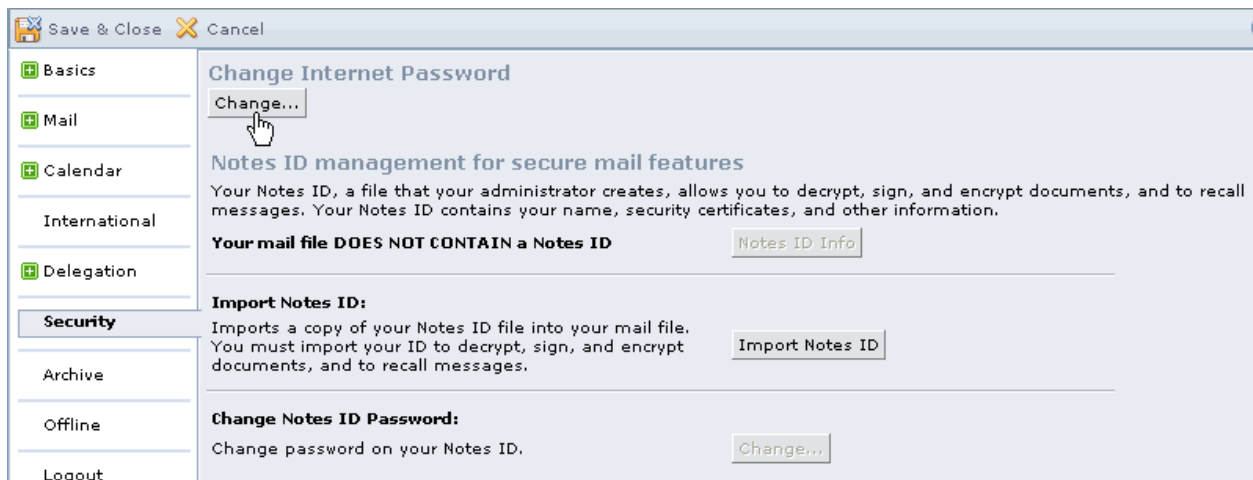 Save & Close Cancel
Basics
Mail
Calendar
International
Delegation
Security
Archive
Offline
Logout
Change Internet Password
Change...
Notes ID management for secure mail features
Your Notes ID, a file that your administrator creates, allows you to decrypt, sign, and encrypt documents, and to recall
messages. Your Notes ID contains your name, security certificates, and other information.
Your mail file DOES NOT CONTAIN a Notes ID
Notes ID Info
Import Notes ID:
Imports a copy of your Notes ID file into your mail file.
You must import your ID to decrypt, sign, and encrypt
documents, and to recall messages.
Import Notes ID
Change Notes ID Password:
Change password on your Notes ID.
Change...